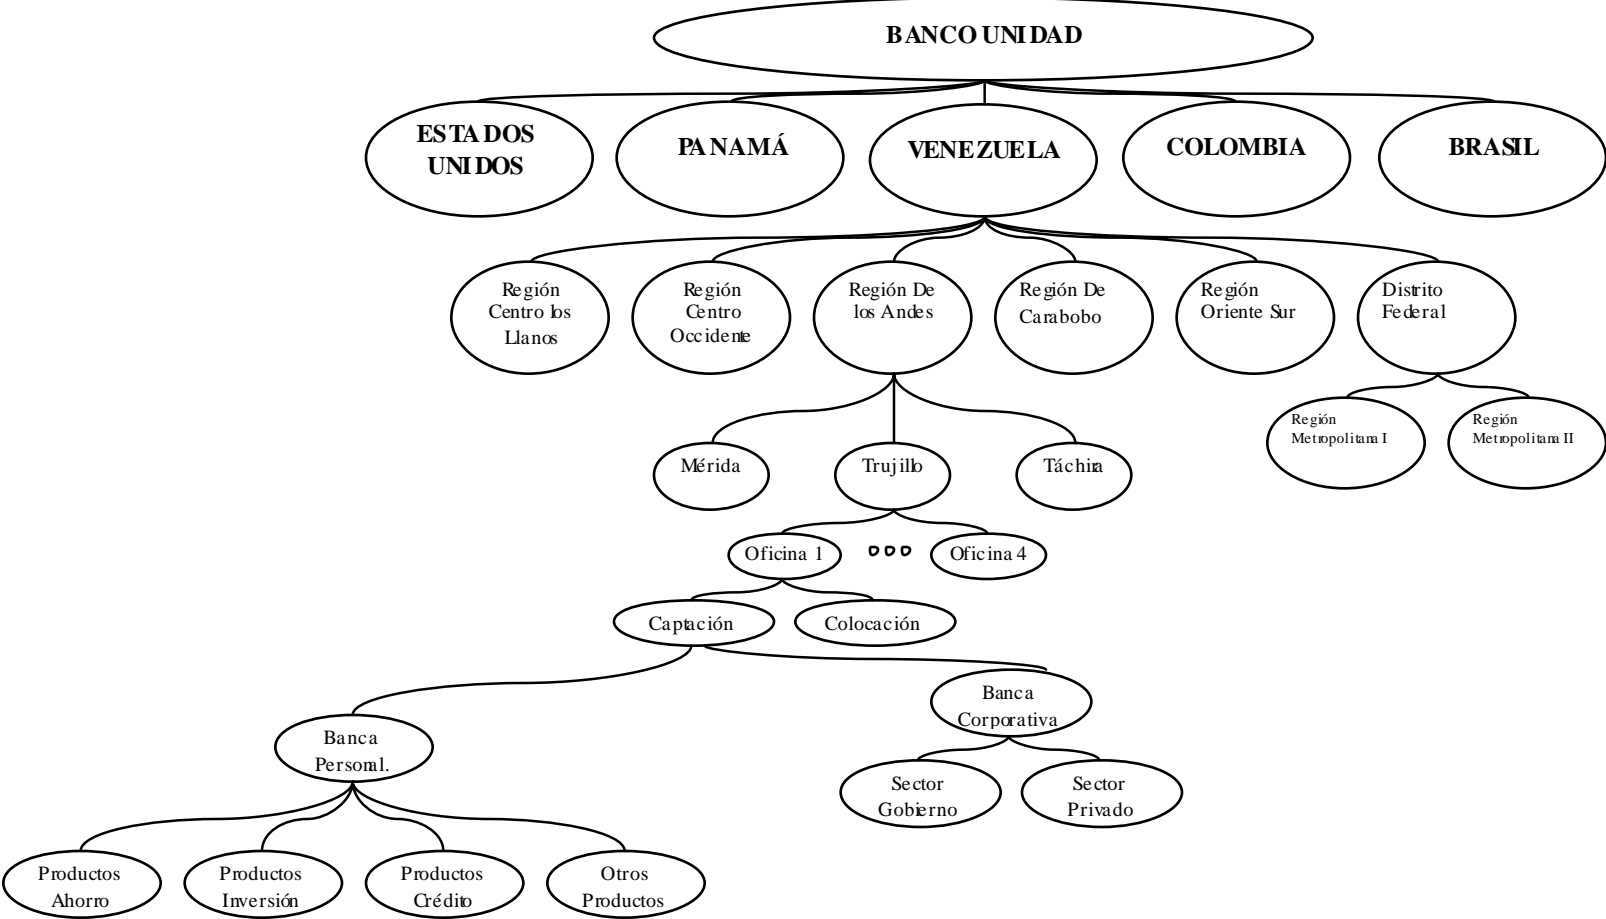 BANCO UNIDAD
ESTADOS
UNIDOS
PANAMÁ
VENEZUELA
COLOMBIA
BRASIL
Región
Centro los
Llanos
Región
Centro
Occidente
Región De
los Andes
Región De
Carabobo
Región
Oriente Sur
Distrito
Federal
Región
Metropolitana I
Región
Metropolitana II
Mérida
Trujillo
Táchira
Oficina 1
Oficina 4
Captación
Colocación
Banca
Corporativa
Banca
Personal.
Sector
Gobierno
Sector
Privado
Productos
Ahorro
Productos
Inversión
Productos
Crédito
Otros
Productos